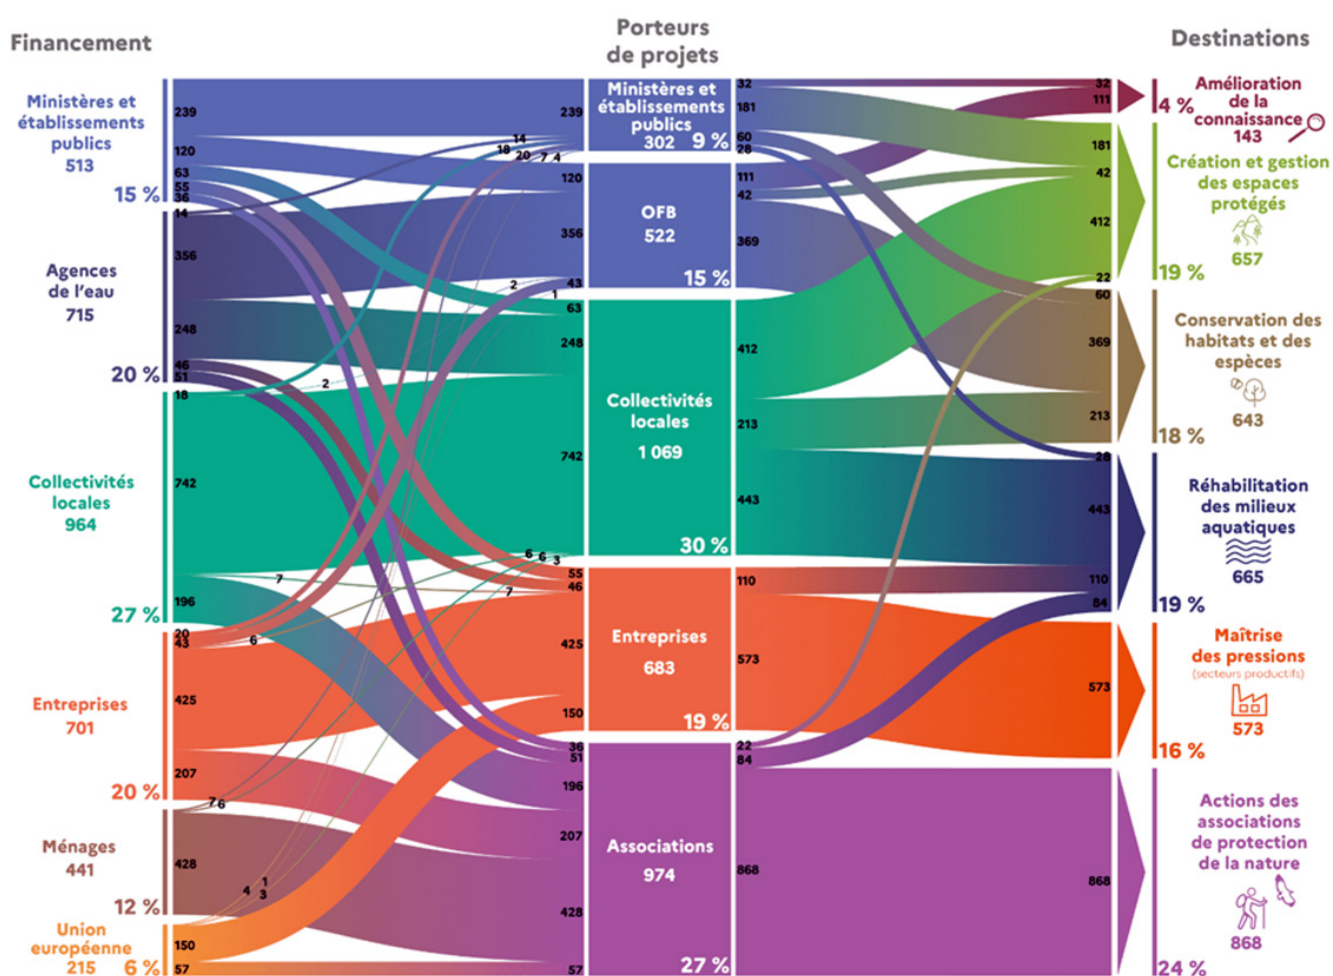 Financement
Porteurs
de projets
Destinations
Ministères et
établissements
publics
513
15 %
239
120
63
55
36
Agences
de l'eau
715
20 %
14
356
248
46
51
Collectivités
locales
964
27 %
18
742
196
Entreprises
701
20 %
20
43
425
207
Ménages
441
12 %
428
Union
européenne
215
6 %
150
57
14
18
20
7
4
2
1
2
7
6
6
6
3
7
7
6
4
1
3
239
120
356
43
63
248
742
55
46
425
150
36
51
196
207
428
57
Ministères et
établissements
publics
302
9 %
OFB
522
15 %
Collectivités
locales
1 069
30 %
Entreprises
683
19 %
Associations
974
27 %
32
181
60
28
111
42
369
412
213
443
110
573
22
84
868
32
111
181
42
412
22
60
369
213
28
443
110
84
573
868
4 %
Amélioration
de la
connaissance
143
Création et gestion
des espaces
protégés
657
19 %
Conservation des
habitats et des
espèces
643
18 %
Réhabilitation
des milieux
aquatiques
665
19 %
Maîtrise
des pressions
(secteurs productifs)
573
16 %
Actions des
associations
de protection
de la nature
868
24 %